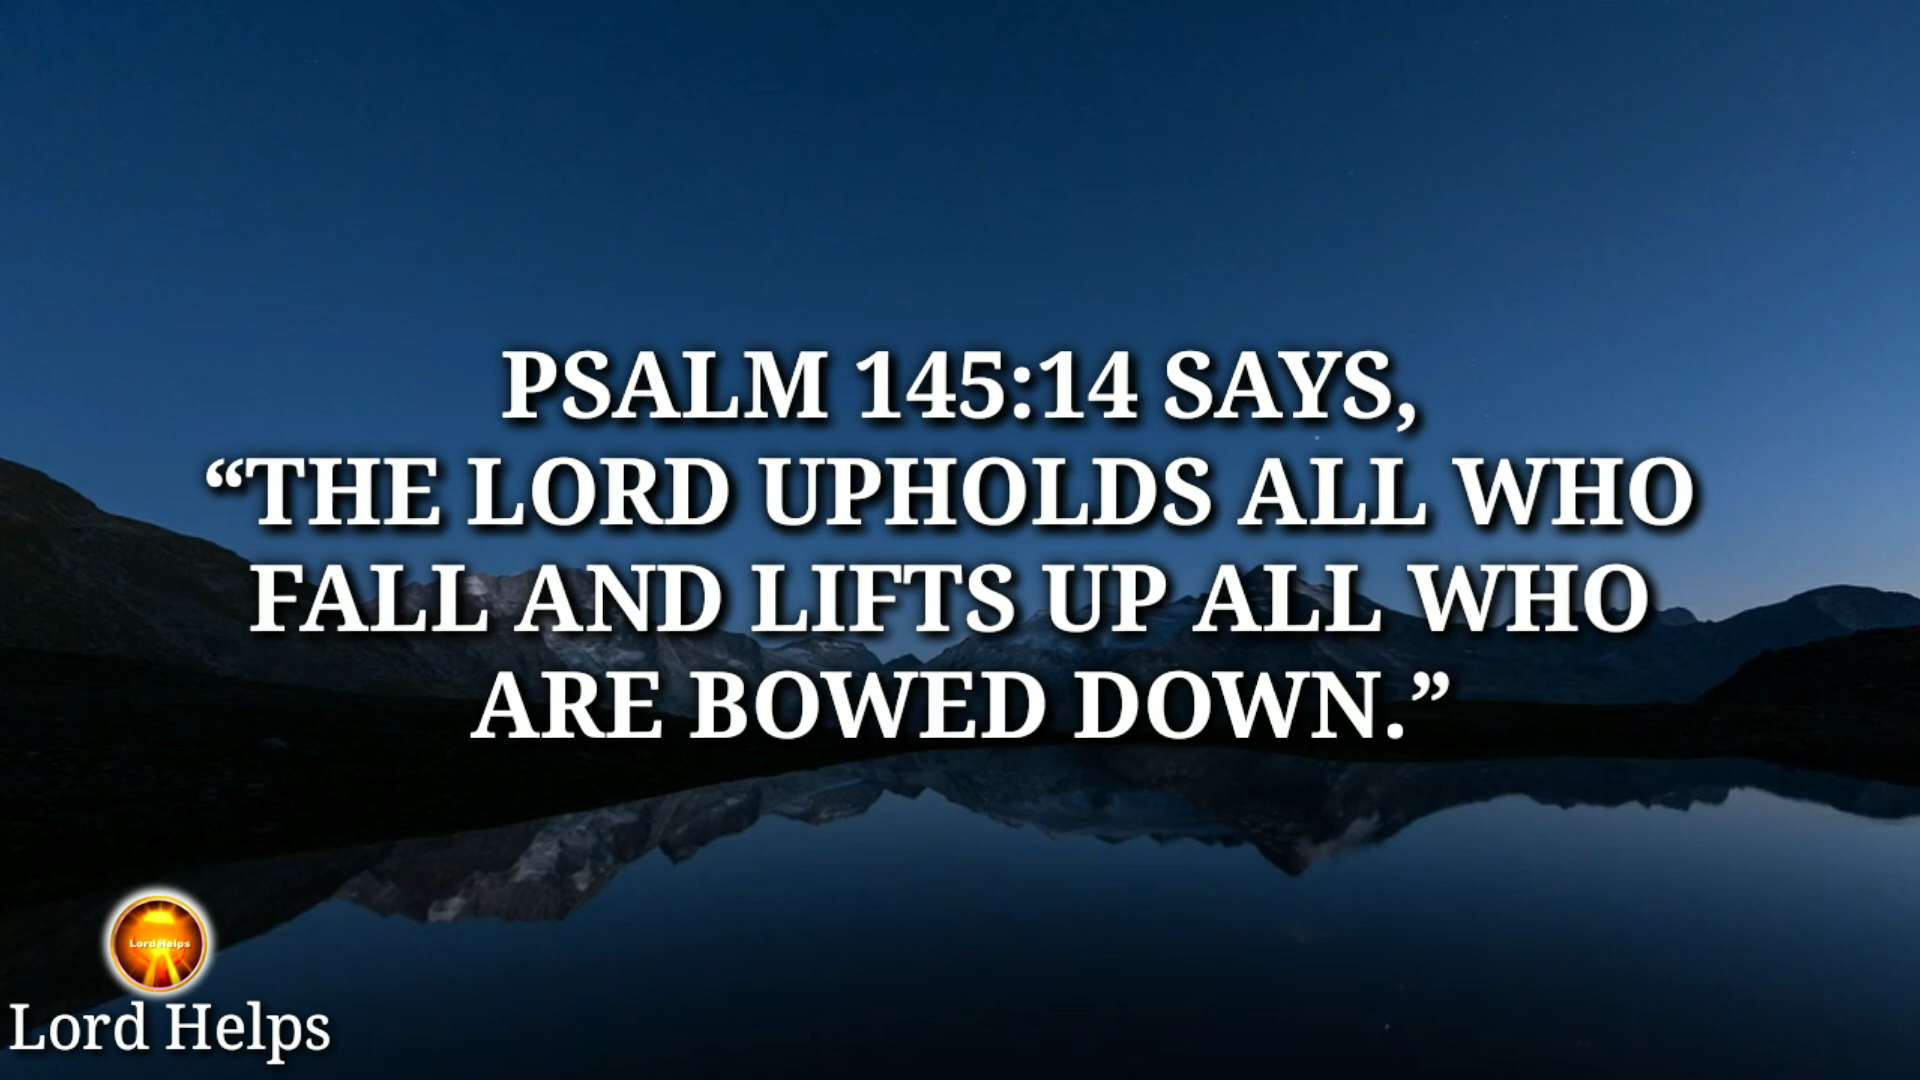 PSALM 145:14 SAYS,
“THE LORD UPHOLDS ALL WHO
FALL AND LIFTS UP ALL WHO
ARE BOWED DOWN.”
Lord Helps
Lord Helps